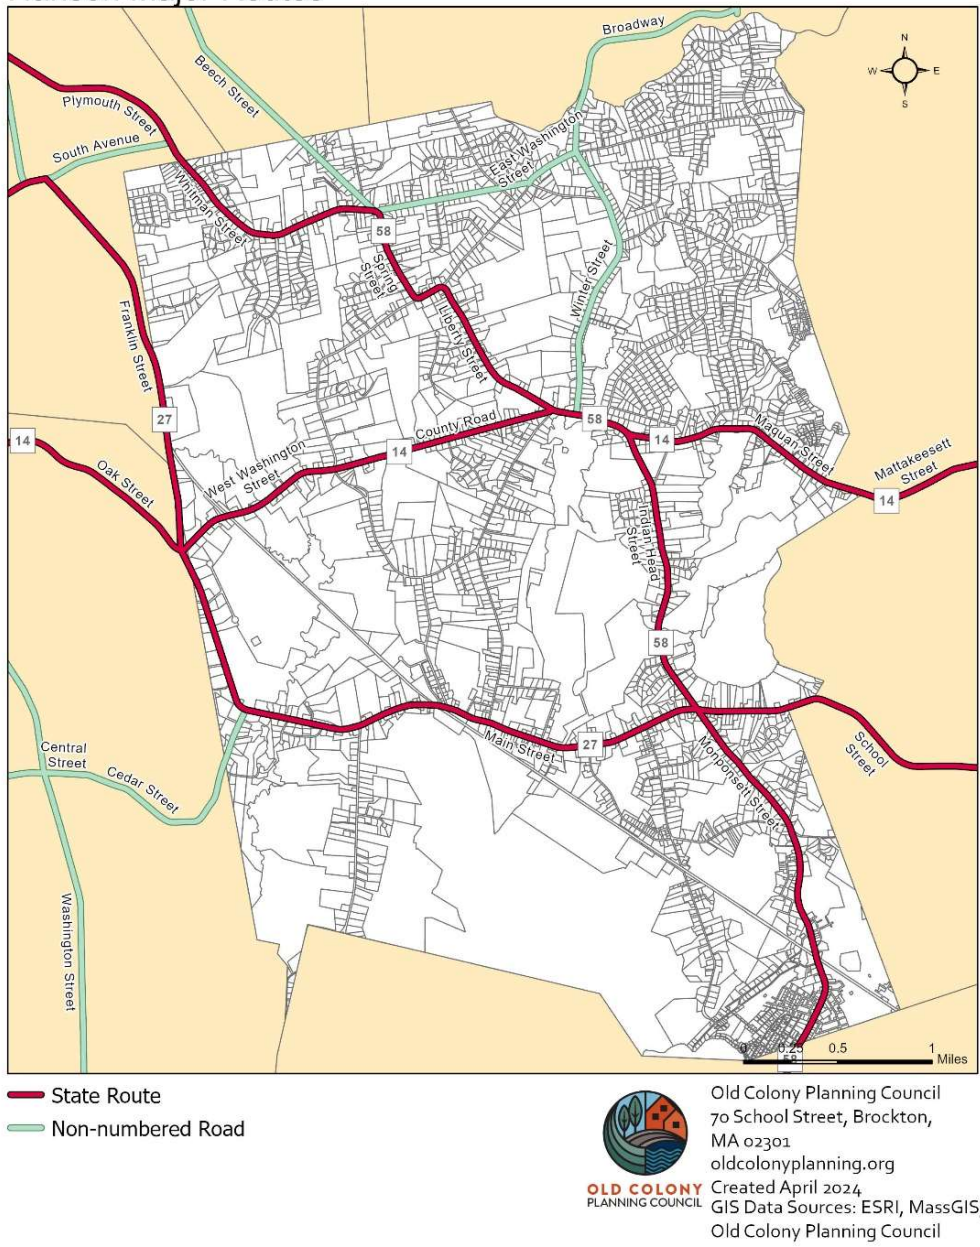 Broadway
N
W
E
S
Beech Street
Plymouth Street
South Avenue
East Washington
Street
Whitman Street
58
Spring
Street
Winter Street
Liberty Street
Franklin Street
27
County Road
58
14
14
14
Maquan Street
Mattakeesett
Street
14
West Washington
Street
Oak Street
Indian Head
Street
58
Main Street
27
School
Street
Monponsett Street
Central
Street
Cedar Street
Washington Street
0
0.25
0.5
1
Miles
58
State Route
Non-numbered Road
OLD COLONY
PLANNING COUNCIL
Old Colony Planning Council
70 School Street, Brockton,
MA 02301
oldcolonyplanning.org
Created April 2024
GIS Data Sources: ESRI, MassGIS
Old Colony Planning Council